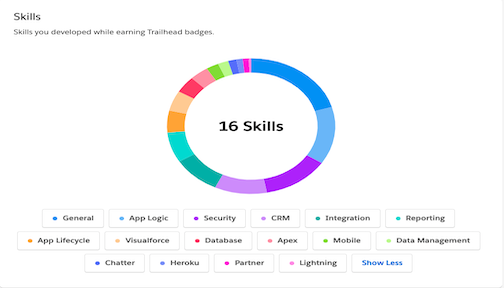 Skills
Skills you developed while earning Trailhead badges.
16 Skills
General App Logic Security CRM Integration Reporting
App Lifecycle Visualforce Database Apex Mobile Data Management
Chatter Heroku Partner Lightning Show Less